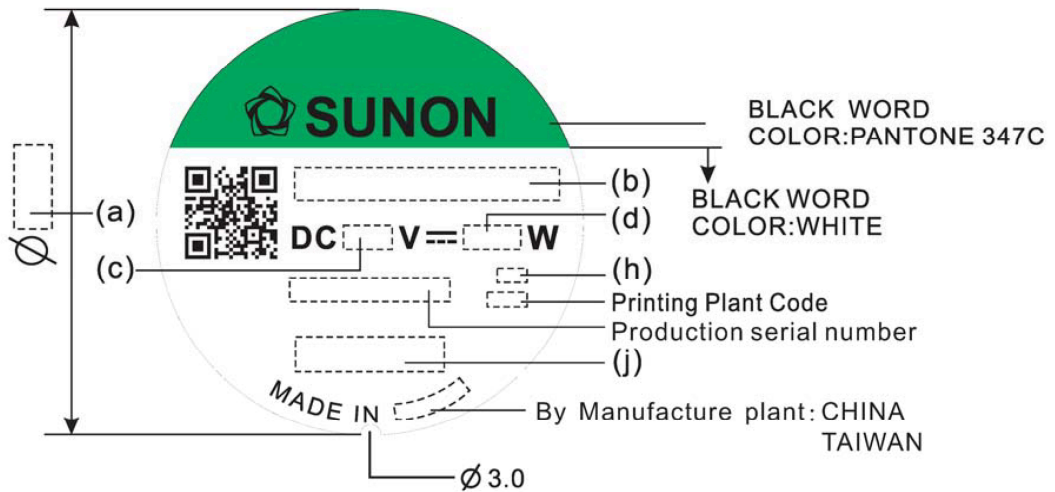 SUNON
BLACK WORD
COLOR:PANTONE 347C
(b)
BLACK WORD
COLOR:WHITE
(a)
Ø
(d)
DC V W
(c)
(h)
Printing Plant Code
Production serial number
(j)
MADE IN
By Manufacture plant: CHINA
TAIWAN
Ø 3.0